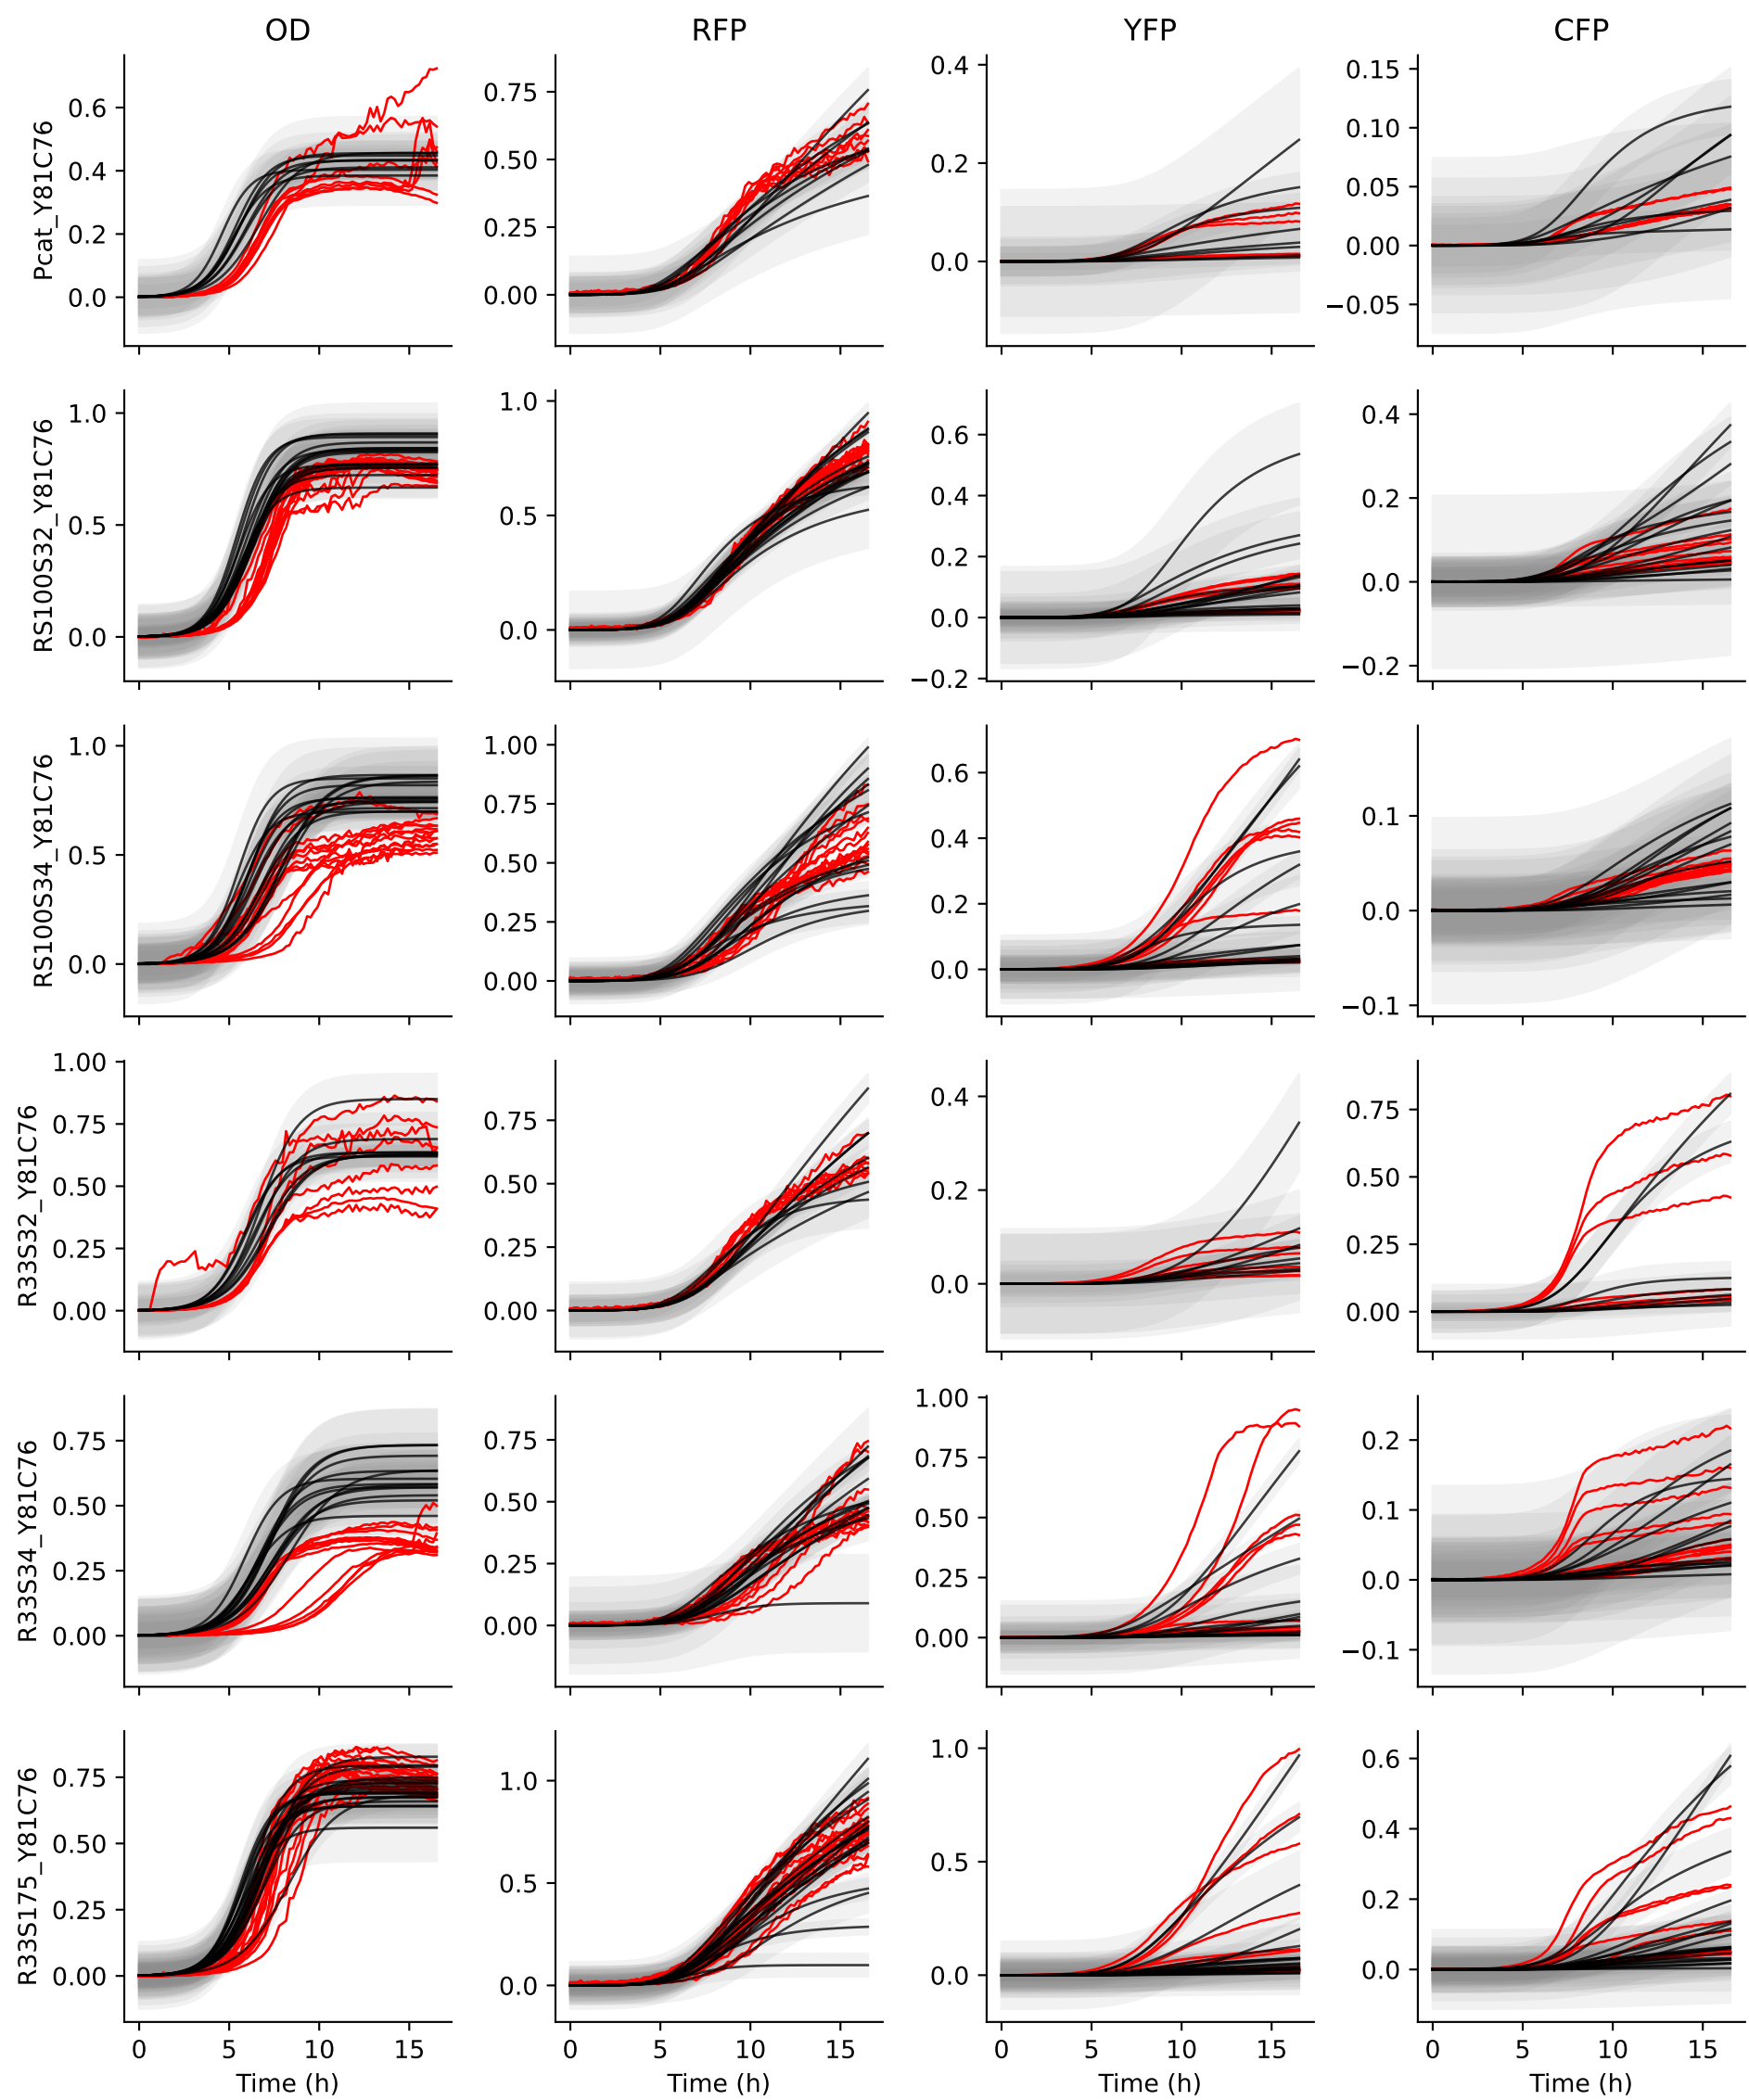 OD RFP YFP CFP
Pcat_Y81C76
0.6 0.4 0.2 0.0
0.75 0.50 0.25 0.00
0.4 0.2 0.0
0.15 0.10 0.05 0.00 −0.05
RS100S32_Y81C76
1.0 0.5 0.0
1.0 0.5 0.0
0.6 0.4 0.2 0.0 −0.2
0.4 0.2 0.0 −0.2
RS100S34_Y81C76
1.0 0.5 0.0
1.00 0.75 0.50 0.25 0.00
0.6 0.4 0.2 0.0
0.1 0.0 −0.1
R33S32_Y81C76
1.00 0.75 0.50 0.25 0.00
0.75 0.50 0.25 0.00
0.4 0.2 0.0
0.75 0.50 0.25 0.00
R33S34_Y81C76
0.75 0.50 0.25 0.00
0.75 0.50 0.25 0.00
1.00 0.75 0.50 0.25 0.00
0.2 0.1 0.0 −0.1
R33S175_Y81C76
0.75 0.50 0.25 0.00
1.0 0.5 0.0
1.0 0.5 0.0
0.6 0.4 0.2 0.0
0 5 10 15 0 5 10 15 0 5 10 15 0 5 10 15
Time (h) Time (h) Time (h) Time (h)